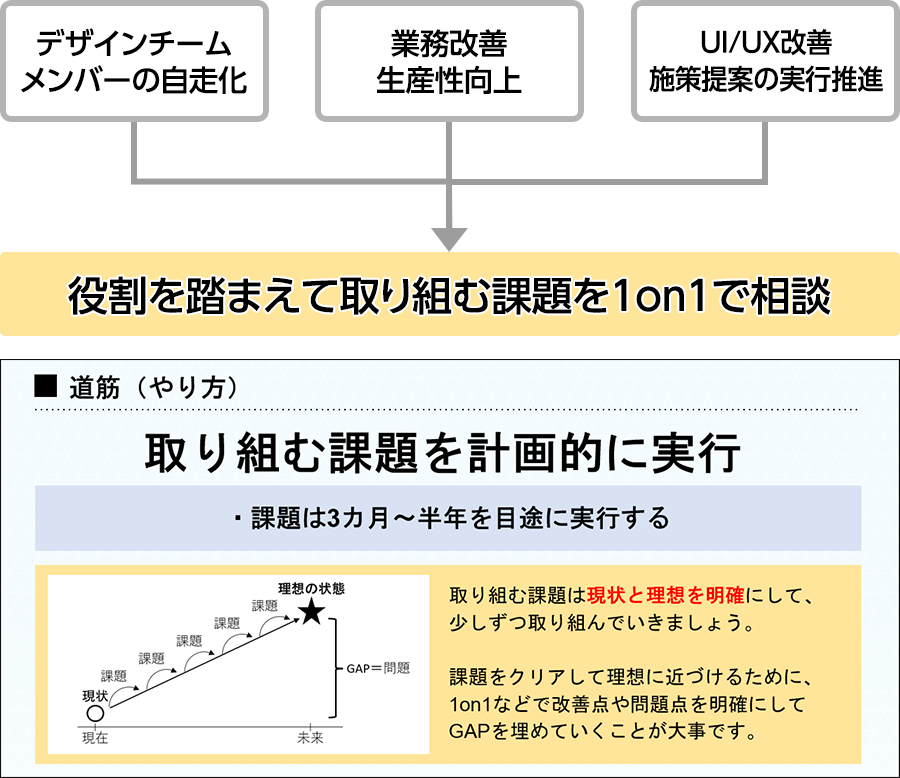 デザインチーム
メンバーの自走化
業務改善
生産性向上
UI/UX改善
施策提案の実行推進
役割を踏まえて取り組む課題を1on1で相談
■ 道筋（やり方）
取り組む課題を計画的に実行
・課題は3カ月～半年を目途に実行する
理想の状態
課題
課題
課題
課題
課題
現状
GAP＝問題
現在
未来
取り組む課題は現状と理想を明確にして、
少しずつ取り組んでいきましょう。
課題をクリアして理想に近づけるために、
1on1などで改善点や問題点を明確にして
GAPを埋めていくことが大事です。